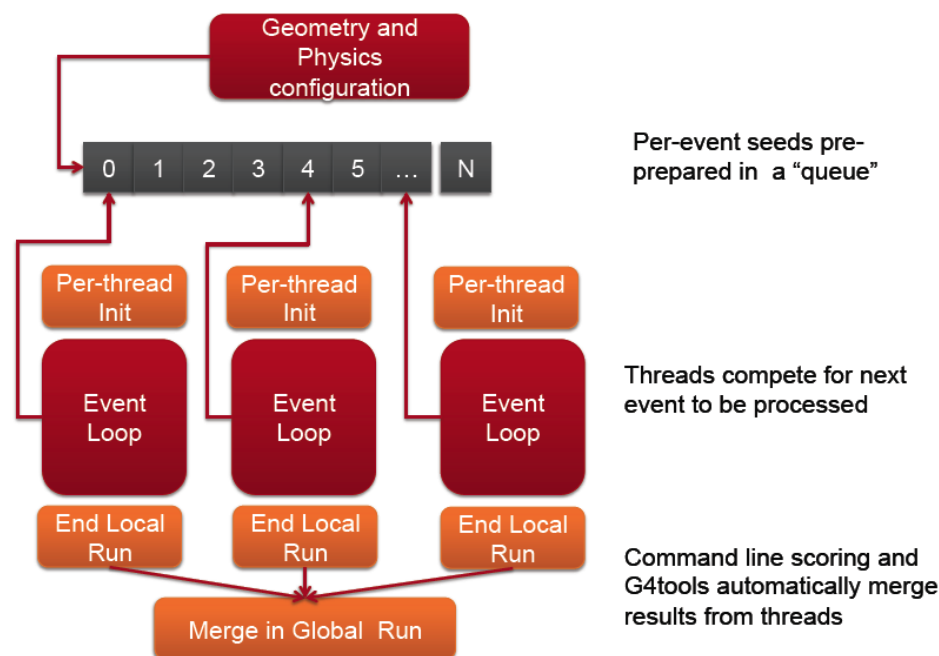 Geometry and
Physics
configuration
Per-event seeds pre-
prepared in a “queue”
0 1 2 3 4 5 ... N
Per-thread
Init
Per-thread
Init
Per-thread
Init
Event
Loop
Event
Loop
Event
Loop
Threads compete for next
event to be processed
End Local
Run
End Local
Run
End Local
Run
Command line scoring and
G4tools automatically merge
results from threads
Merge in Global Run